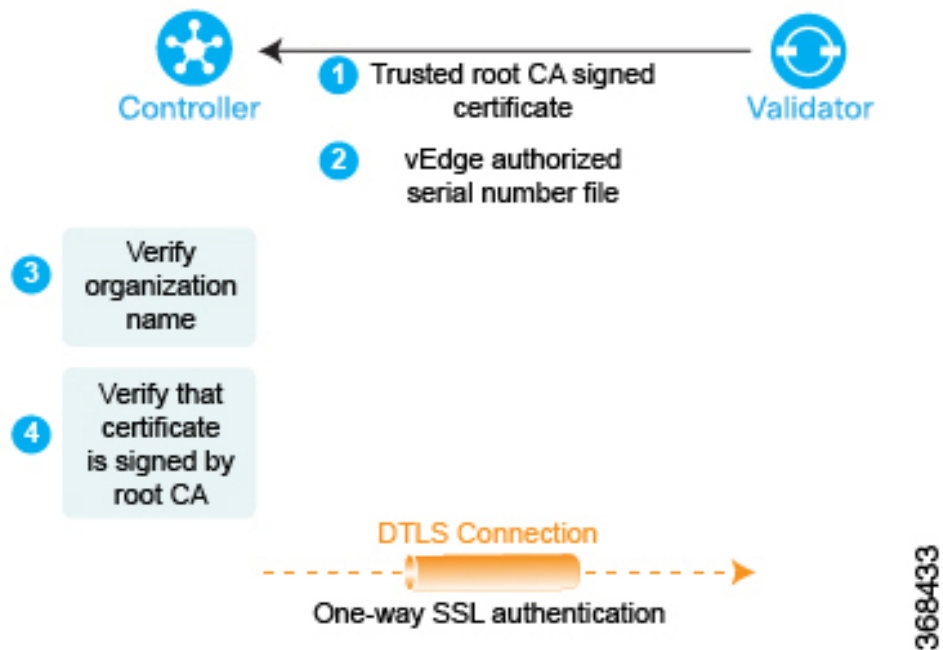 Controller
Validator
1 Trusted root CA signed
certificate
2 vEdge authorized
serial number file
3
Verify
organization
name
4
Verify that
certificate
is signed by
root CA
DTLS Connection
One-way SSL authentication
368433